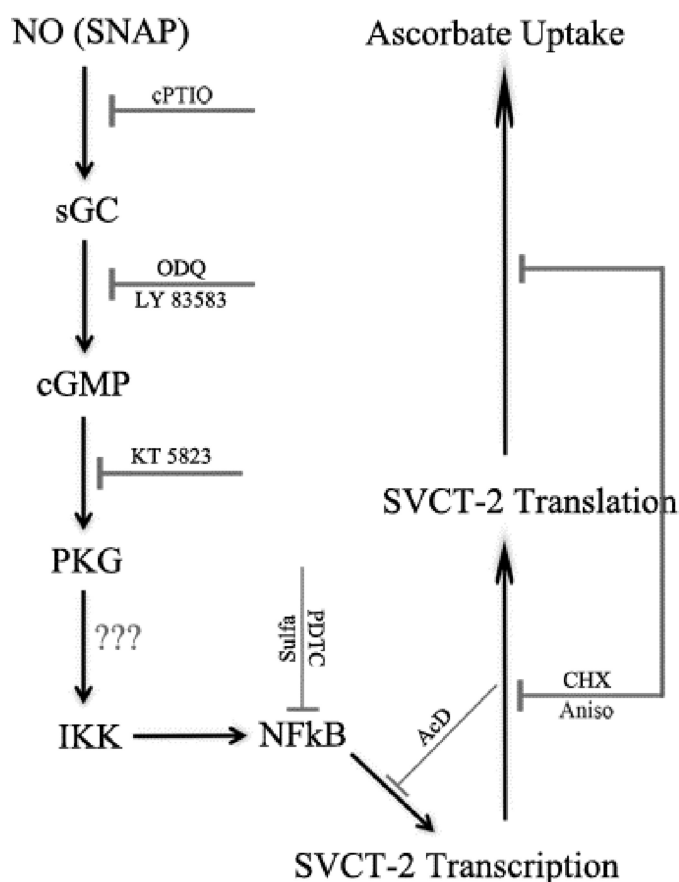 NO (SNAP)
cPTIO
sGC
ODQ
LY 83583
cGMP
KT 5823
PKG
???
IKK
NFkB
Sulfa
PDTC
AcD
SVCT-2 Transcription
CHX
Aniso
SVCT-2 Translation
Ascorbate Uptake